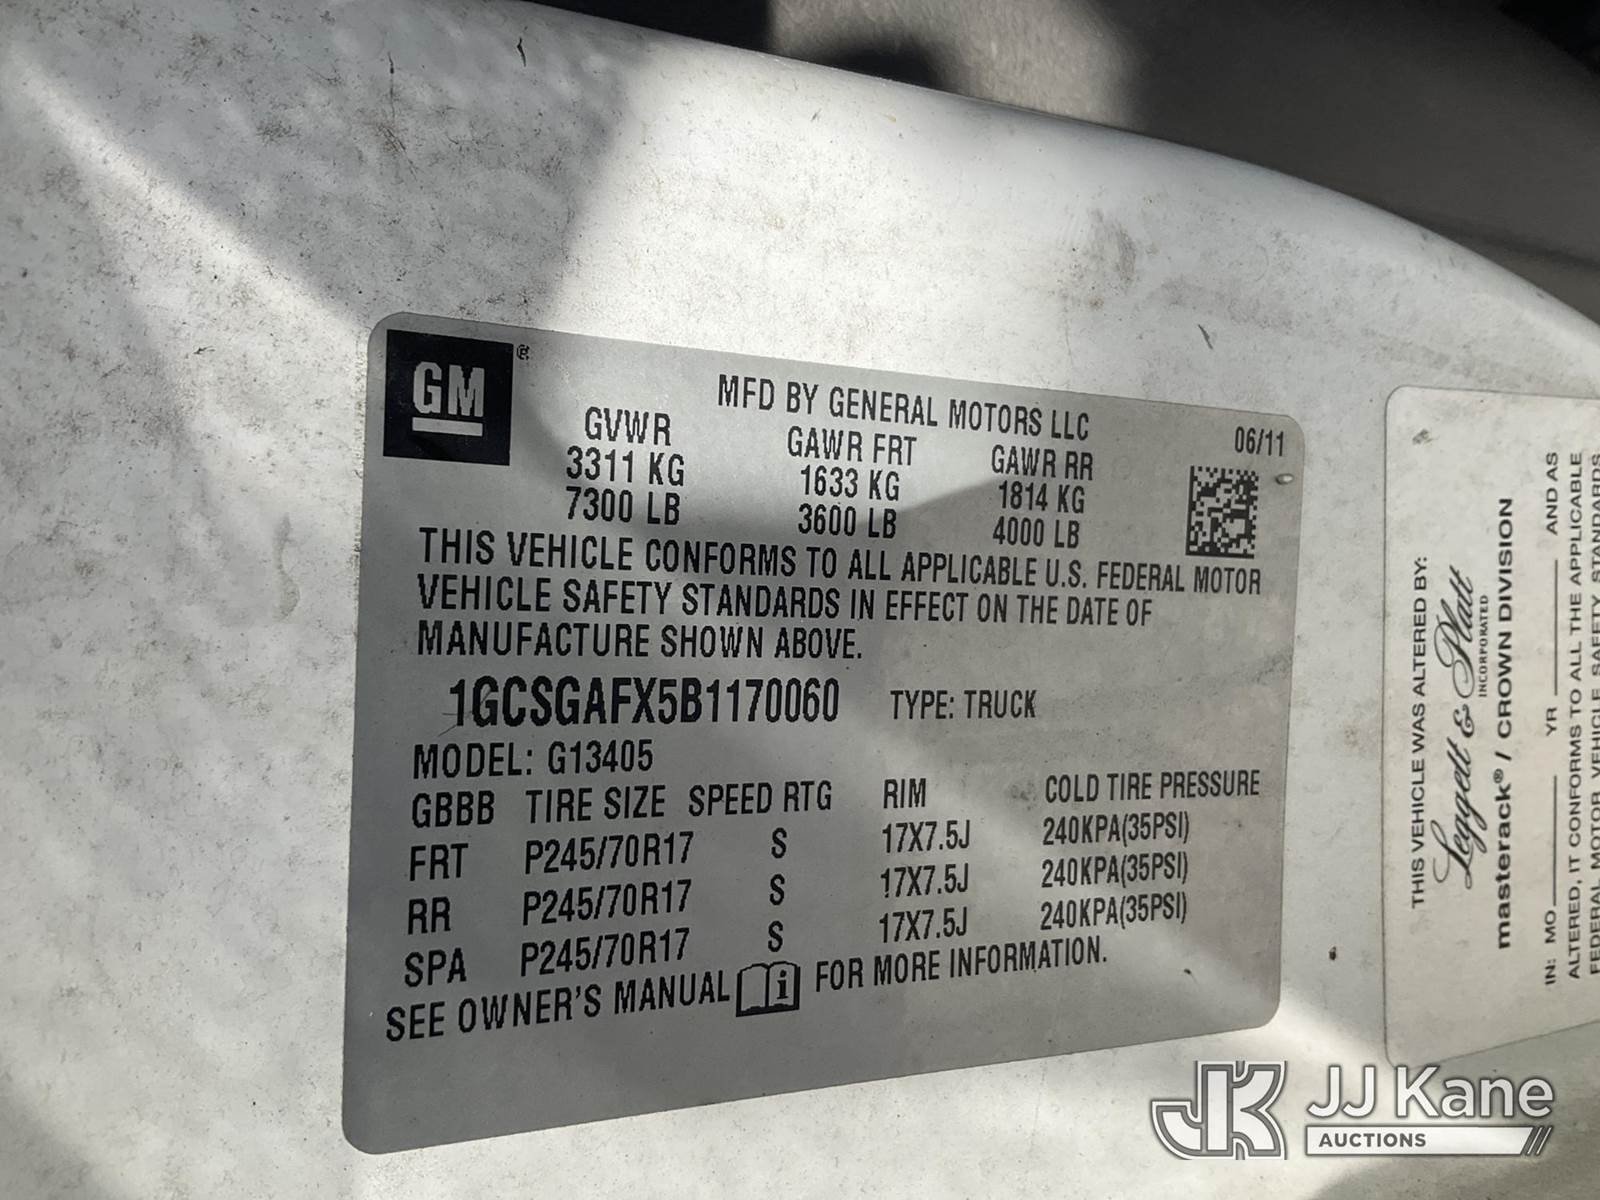 GM
MFD BY GENERAL MOTORS LLC
GVWR GAWR FRT GAWR RR 06/11
3311 KG 1633 KG 1814 KG
7300 LB 3600 LB 4000 LB
THIS VEHICLE CONFORMS TO ALL APPLICABLE U.S. FEDERAL MOTOR
VEHICLE SAFETY STANDARDS IN EFFECT ON THE DATE OF
MANUFACTURE SHOWN ABOVE.
1GCSGAFX5B1170060 TYPE: TRUCK
MODEL: G13405
GBBB TIRE SIZE SPEED RTG RIM COLD TIRE PRESSURE
FRT P245/70R17 S 17X7.5J 240KPA(35PSI)
RR P245/70R17 S 17X7.5J 240KPA(35PSI)
SPA P245/70R17 S 17X7.5J 240KPA(35PSI)
SEE OWNER'S MANUAL i FOR MORE INFORMATION.
THIS VEHICLE WAS ALTERED BY:
Leggett & Platt
INCORPORATED
masterack® / CROWN DIVISION
IN: MO YR AND AS
ALTERED, IT CONFORMS TO ALL THE APPLICABLE
FEDERAL MOTOR VEHICLE SAFETY STANDARDS
JK JJ Kane
AUCTIONS